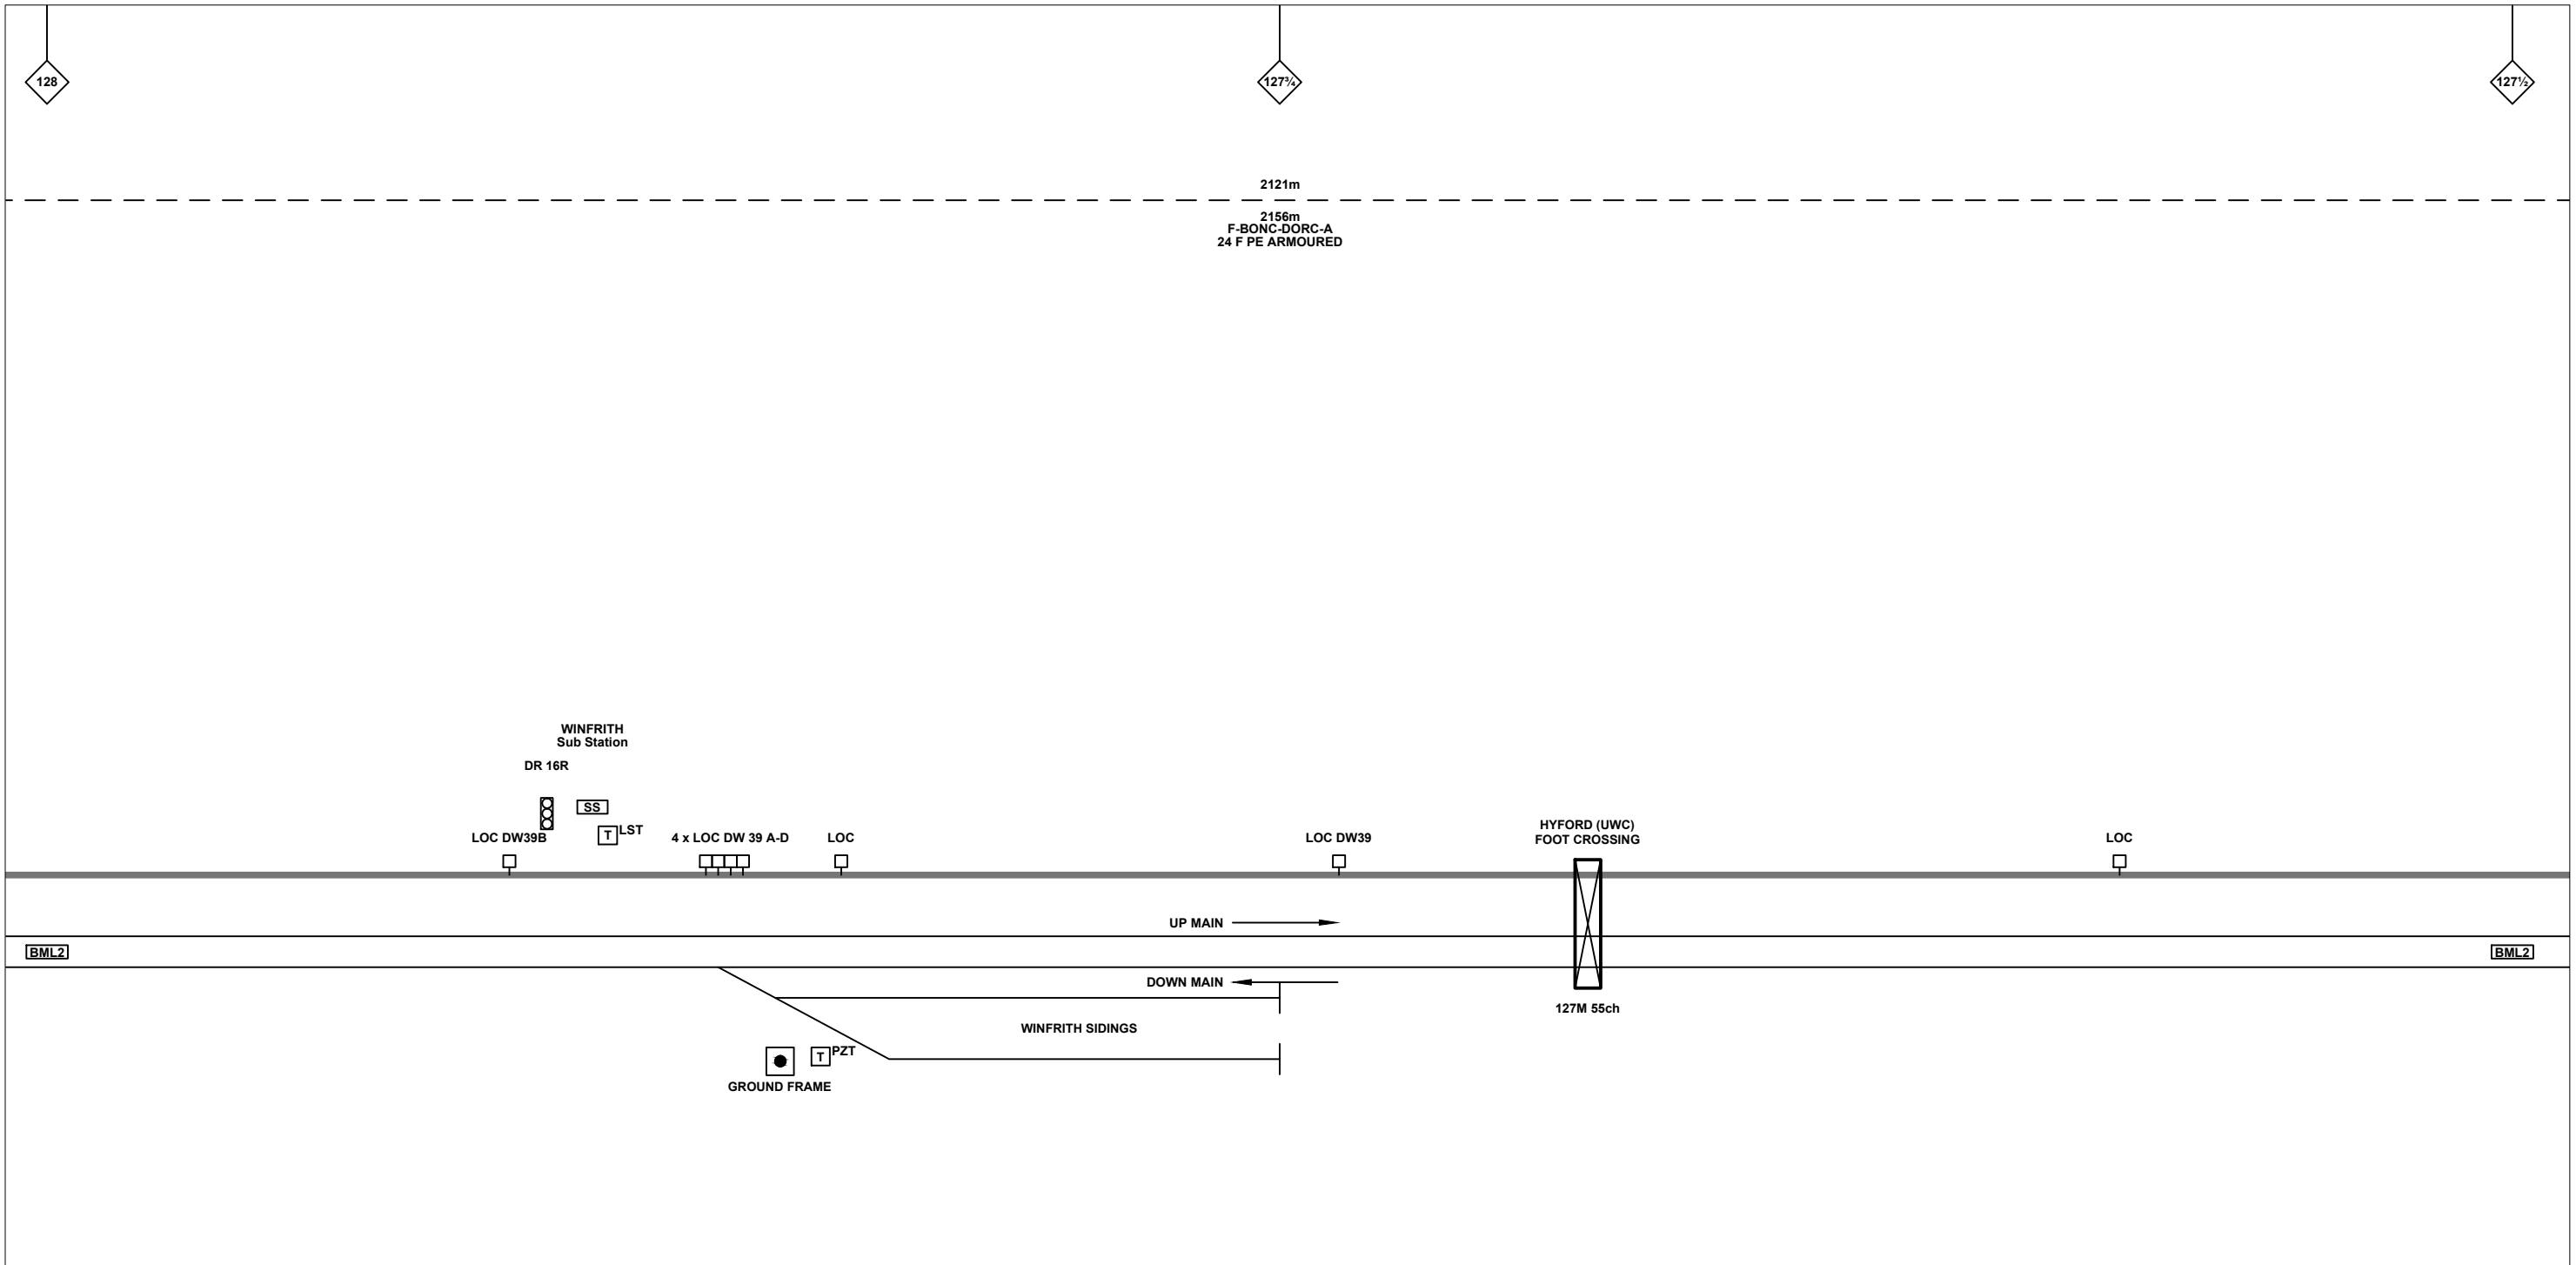 128
127¾
127½
2121m
2156m
F-BONC-DORC-A
24 F PE ARMOURED
WINFRITH
Sub Station
DR 16R
SS
T LST
LOC DW39B
4 x LOC DW 39 A-D
LOC
LOC DW39
HYFORD (UWC)
FOOT CROSSING
LOC
UP MAIN
BML2
BML2
DOWN MAIN
127M 55ch
WINFRITH SIDINGS
T PZT
GROUND FRAME